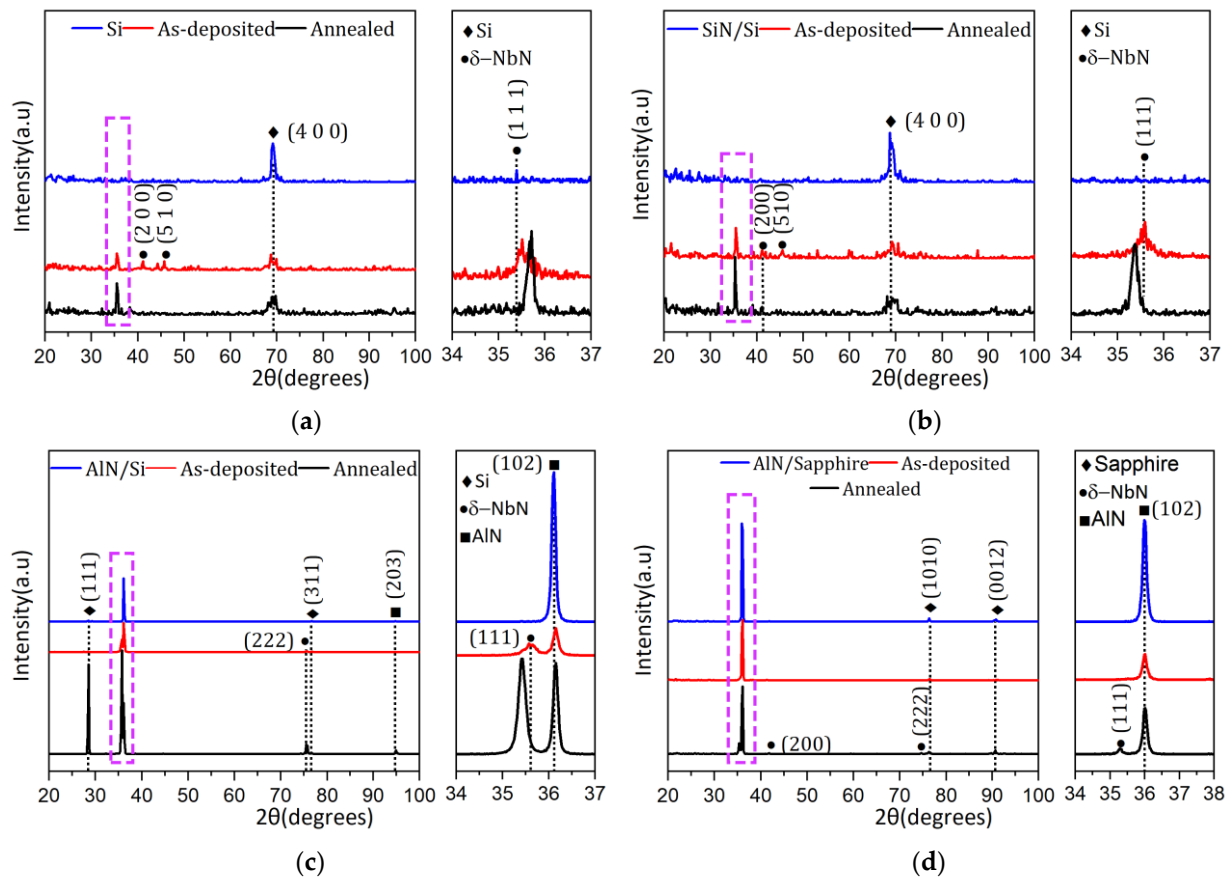 Si As-deposited Annealed
Si
δ−NbN
(1 1 1)
(4 0 0)
(2 0 0)
(5 1 0)
Intensity(a.u)
20 30 40 50 60 70 80 90 100
2θ(degrees)
34 35 36 37
(a)
SiN/Si As-deposited Annealed
Si
δ−NbN
(111)
(4 0 0)
(200)
(510)
Intensity(a.u)
20 30 40 50 60 70 80 90 100
2θ(degrees)
34 35 36 37
(b)
AlN/Si As-deposited Annealed
(102)
Si
δ−NbN
AlN
(111)
(311)
(203)
(222)
(111)
Intensity(a.u)
20 30 40 50 60 70 80 90 100
2θ(degrees)
34 35 36 37
(c)
AlN/Sapphire As-deposited
Annealed
Sapphire
δ−NbN
AlN
(102)
(1010)
(0012)
(222)
(200)
(111)
Intensity(a.u)
20 30 40 50 60 70 80 90 100
2θ(degrees)
34 35 36 37 38
(d)